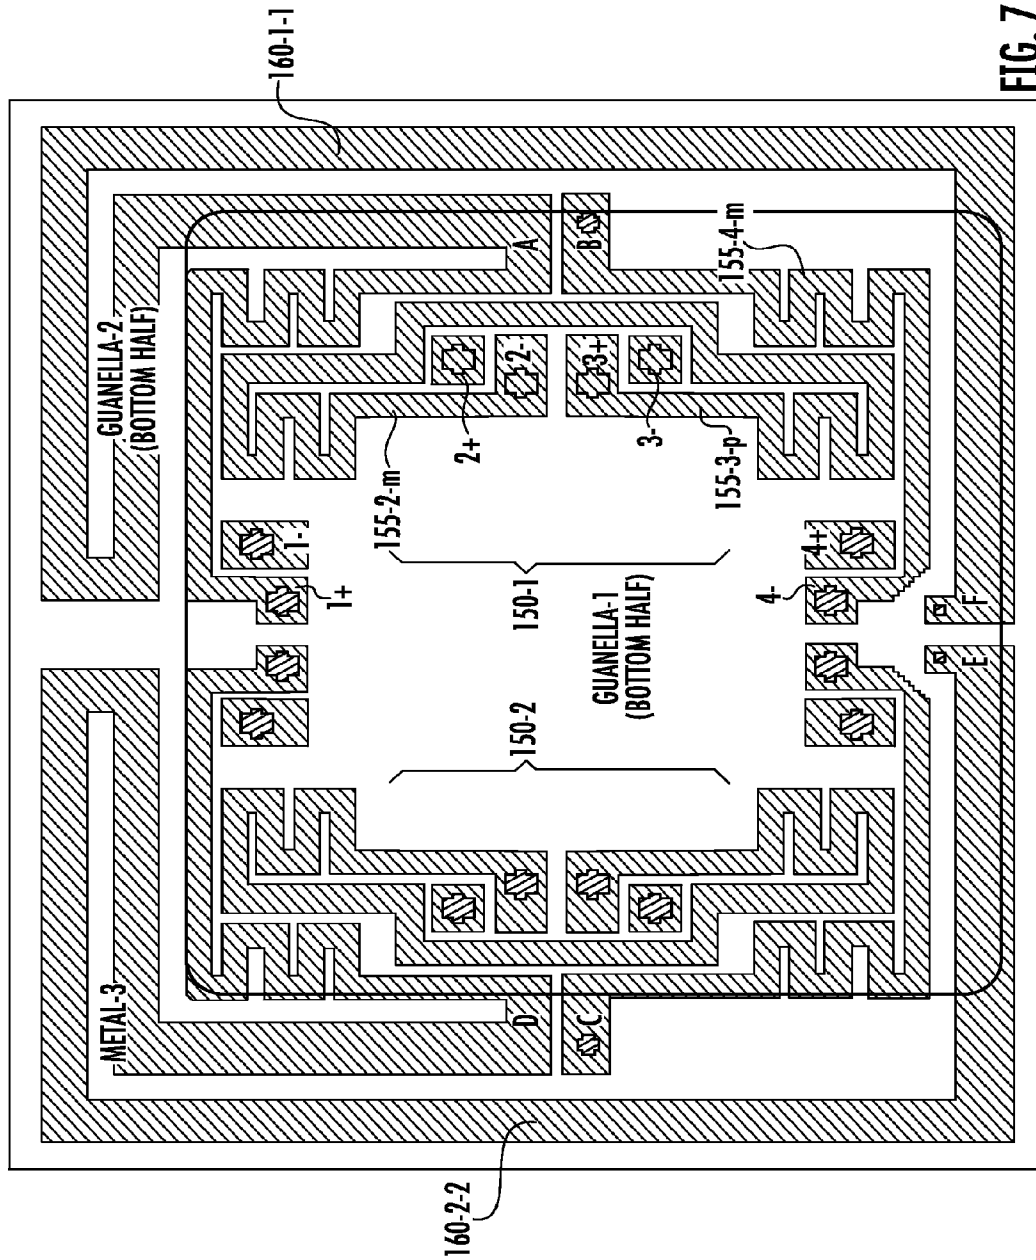 160-1-1
FIG. 7
GUANELLA-2
(BOTTOM HALF)
A
B
155-4-m
2+
2-
3+
3-
155-2-m
155-3-p
1-
1+
4+
4-
150-1
GUANELLA-1
(BOTTOM HALF)
F
E
150-2
METAL-3
D
C
160-2-2